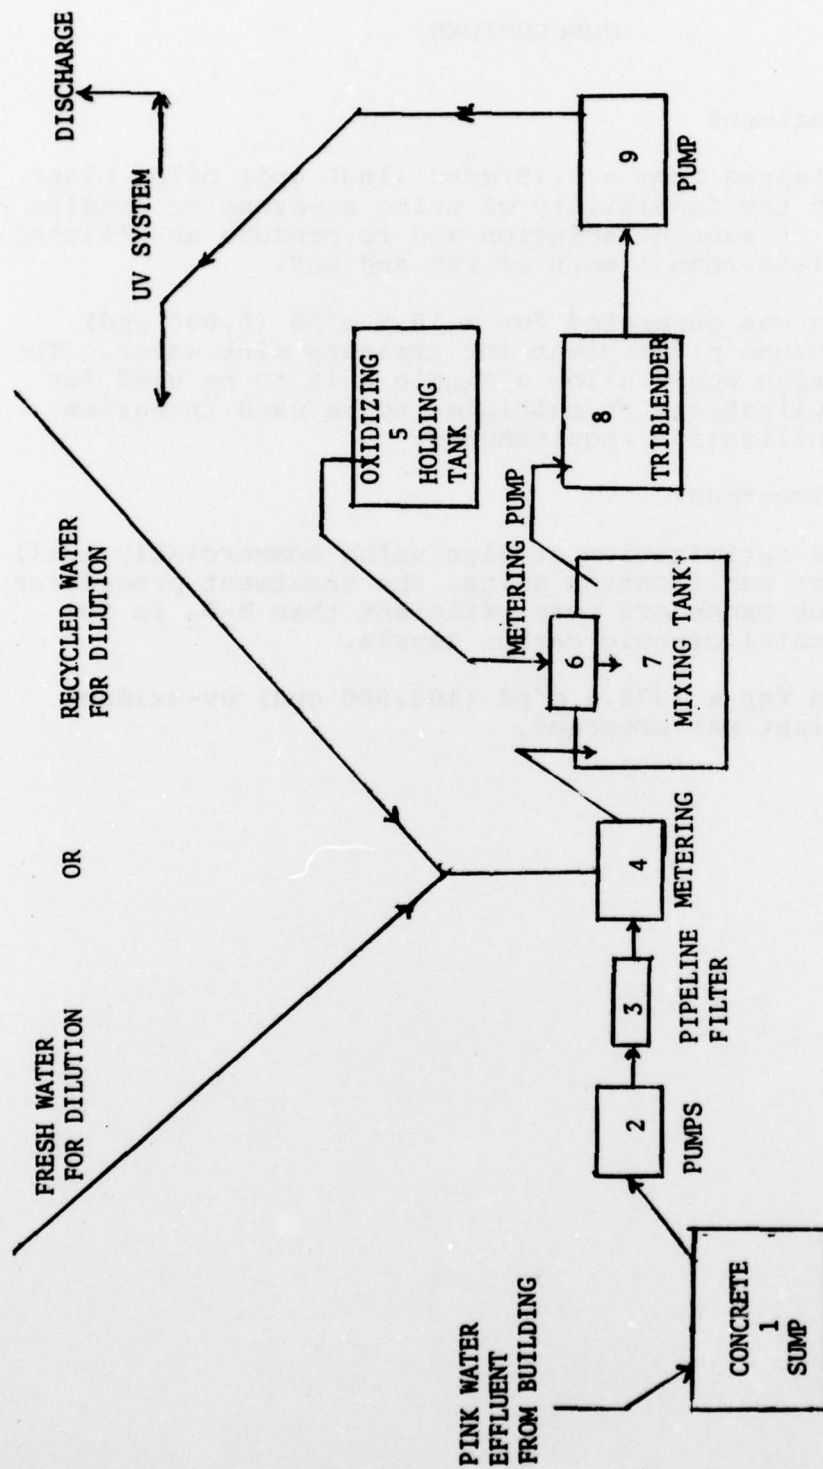 FRESH WATER
FOR DILUTION
OR
RECYCLED WATER
FOR DILUTION
DISCHARGE
UV SYSTEM
OXIDIZING
5
HOLDING
TANK
METERING PUMP
PINK WATER
EFFLUENT
FROM BUILDING
CONCRETE
1
SUMP
2
PUMPS
3
PIPELINE
FILTER
4
METERING
6
7
MIXING TANK
8
TRIBLENDER
9
PUMP